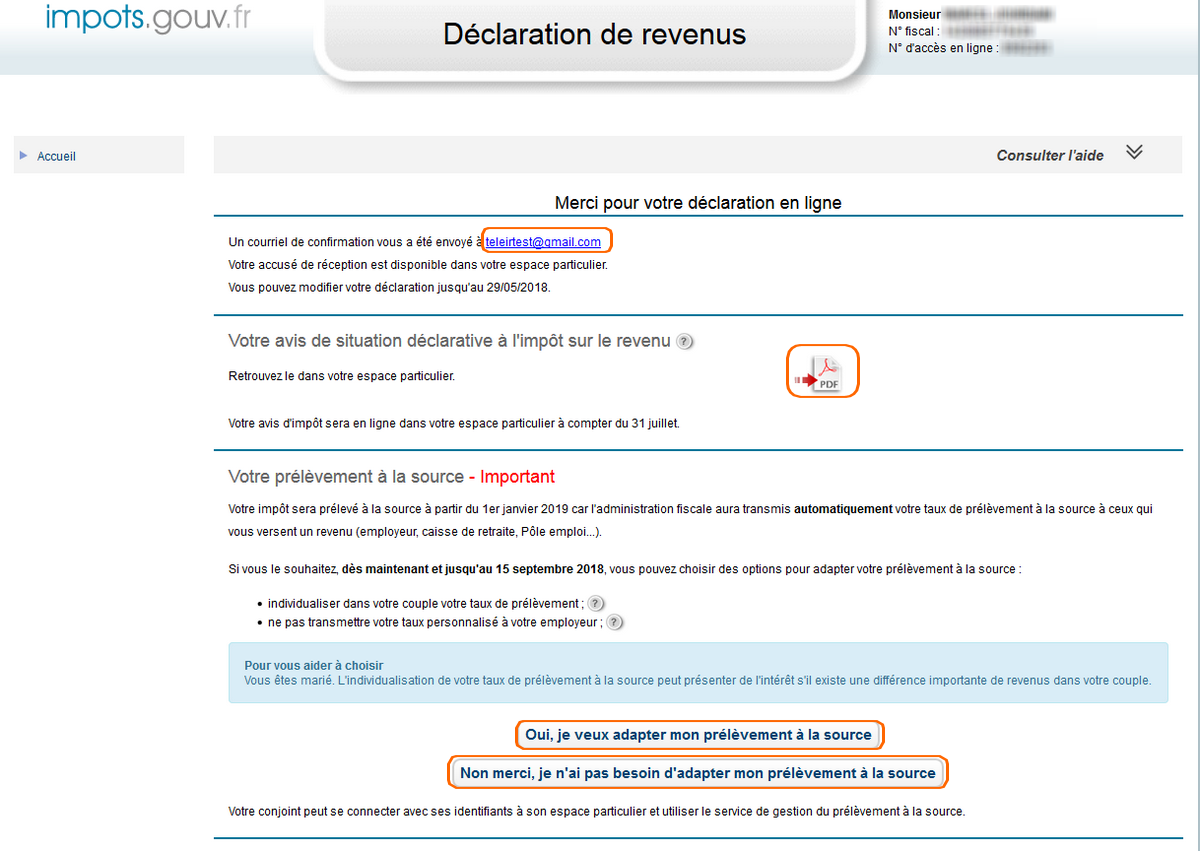 impots.gouv.fr
Déclaration de revenus
Monsieur
N° fiscal :
N° d'accès en ligne :
Accueil
Consulter l'aide
Merci pour votre déclaration en ligne
Un courriel de confirmation vous a été envoyé à teleirtest@gmail.com
Votre accusé de réception est disponible dans votre espace particulier.
Vous pouvez modifier votre déclaration jusqu'au 29/05/2018.
Votre avis de situation déclarative à l'impôt sur le revenu ?
Retrouvez le dans votre espace particulier.
PDF
Votre avis d'impôt sera en ligne dans votre espace particulier à compter du 31 juillet.
Votre prélèvement à la source - Important
Votre impôt sera prélevé à la source à partir du 1er janvier 2019 car l'administration fiscale aura transmis automatiquement votre taux de prélèvement à la source à ceux qui
vous versent un revenu (employeur, caisse de retraite, Pôle emploi...).
Si vous le souhaitez, dès maintenant et jusqu'au 15 septembre 2018, vous pouvez choisir des options pour adapter votre prélèvement à la source :
• individualiser dans votre couple votre taux de prélèvement ; ?
• ne pas transmettre votre taux personnalisé à votre employeur ; ?
Pour vous aider à choisir
Vous êtes marié. L'individualisation de votre taux de prélèvement à la source peut présenter de l'intérêt s'il existe une différence importante de revenus dans votre couple.
Oui, je veux adapter mon prélèvement à la source
Non merci, je n'ai pas besoin d'adapter mon prélèvement à la source
Votre conjoint peut se connecter avec ses identifiants à son espace particulier et utiliser le service de gestion du prélèvement à la source.